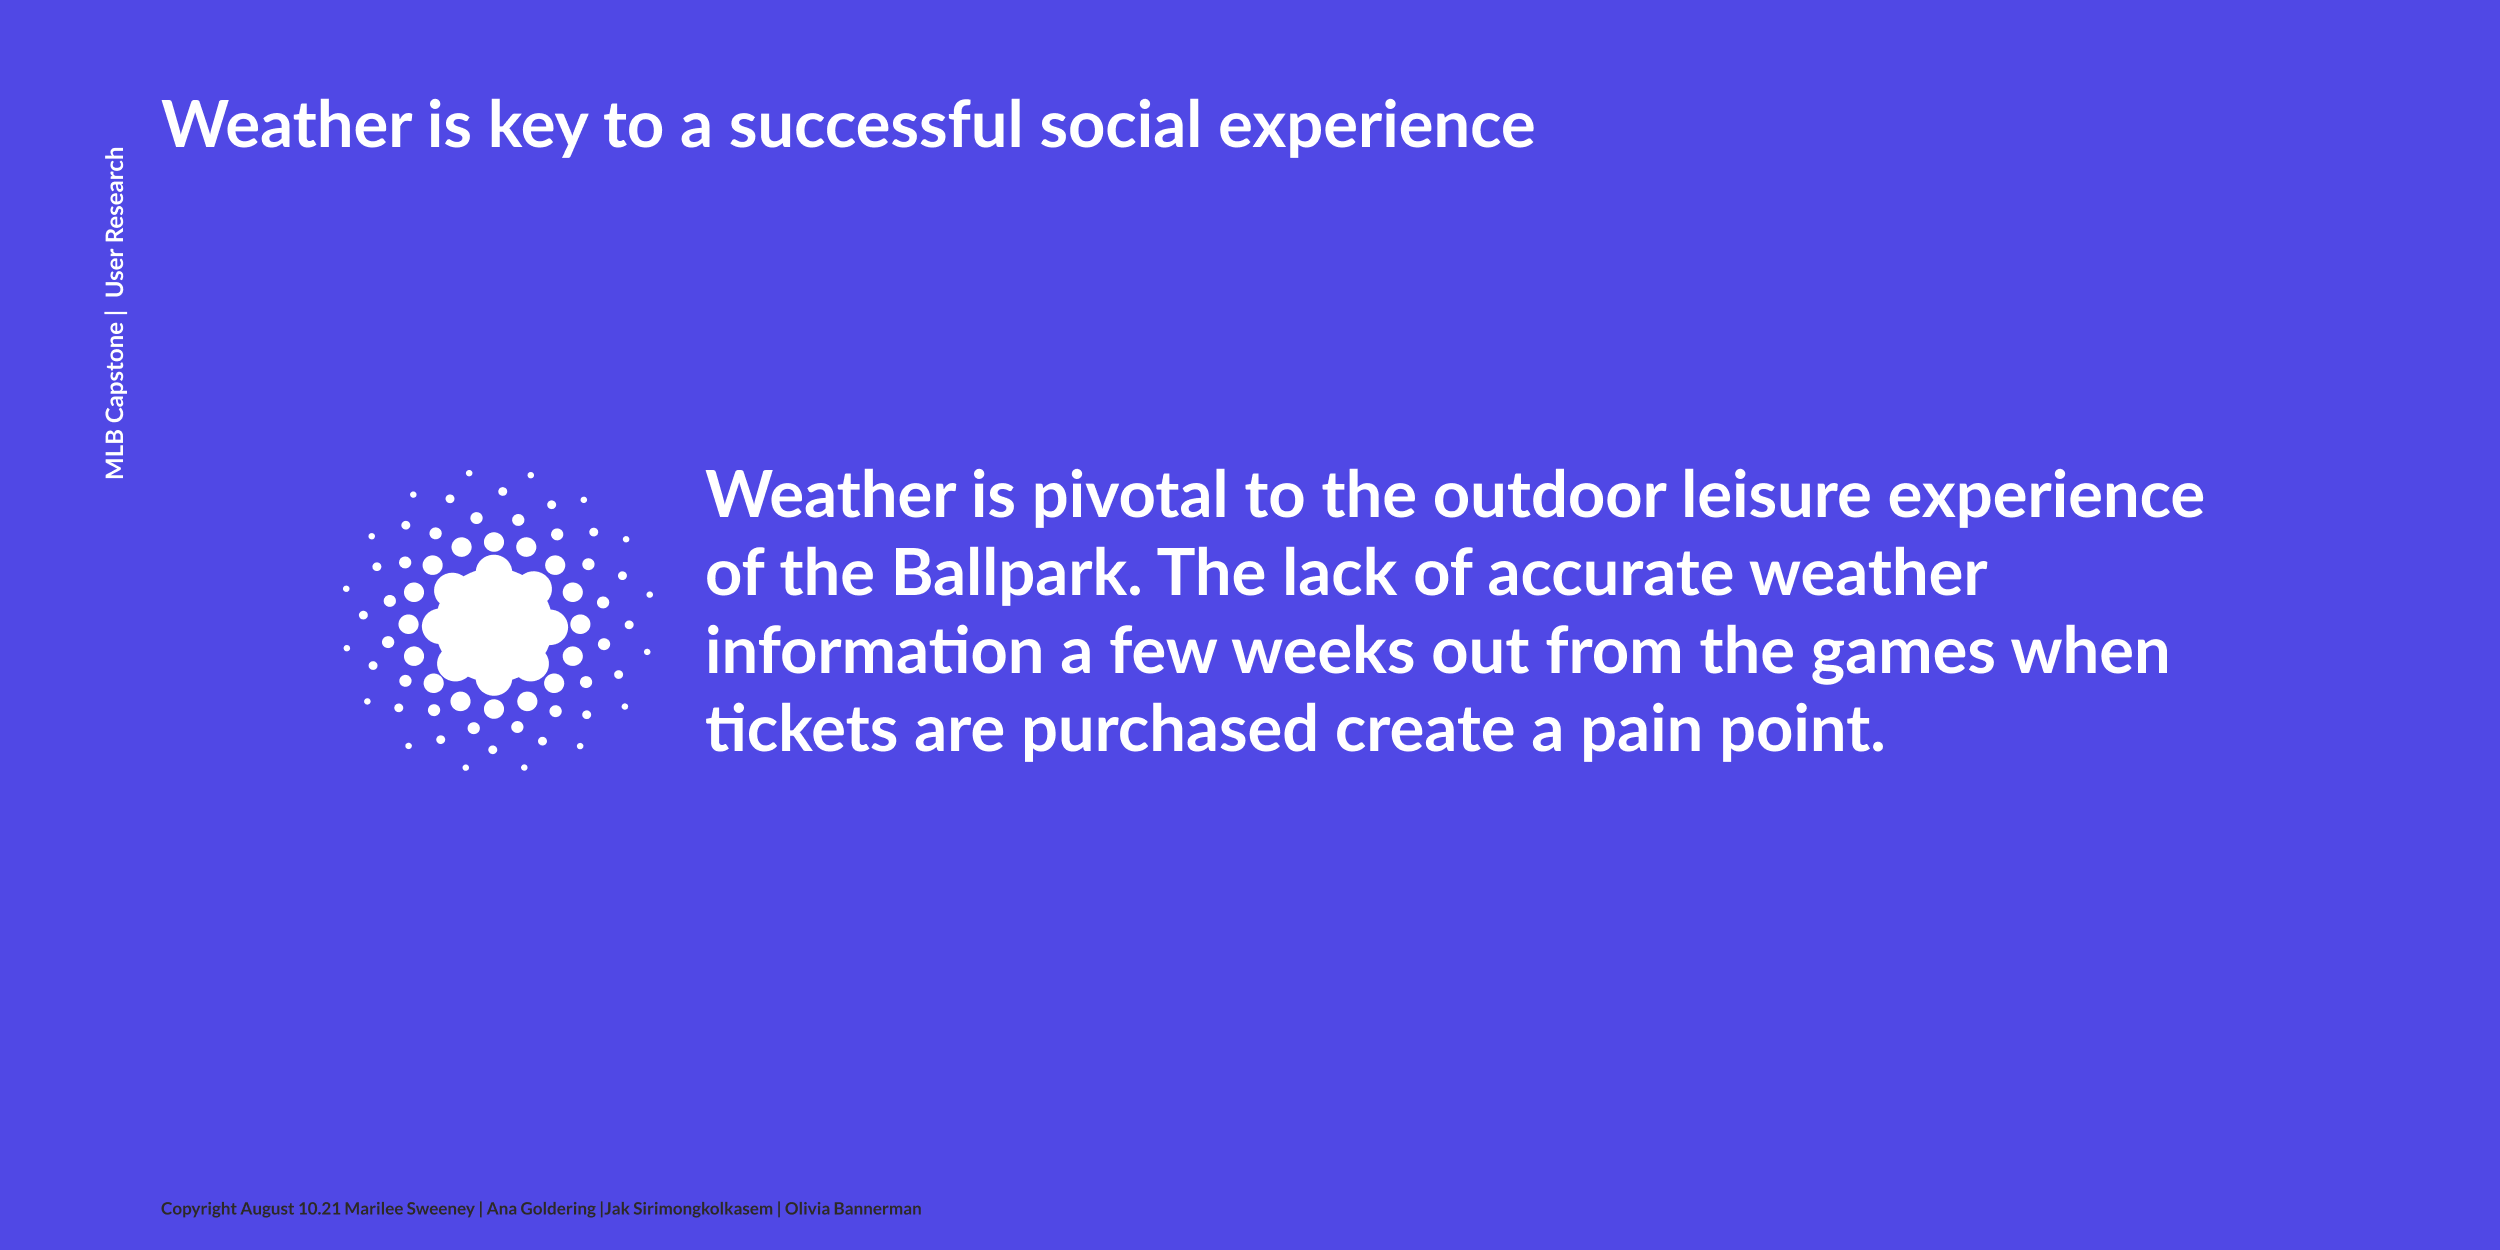 Weather is key to a successful social experience
MLB Capstone | User Research
Weather is pivotal to the outdoor leisure experience
of the Ballpark. The lack of accurate weather
information a few weeks out from the games when
tickets are purchased create a pain point.
Copyright August 10.21 Marilee Sweeney | Ana Goldering |Jak Sirimongkolkasem | Olivia Bannerman